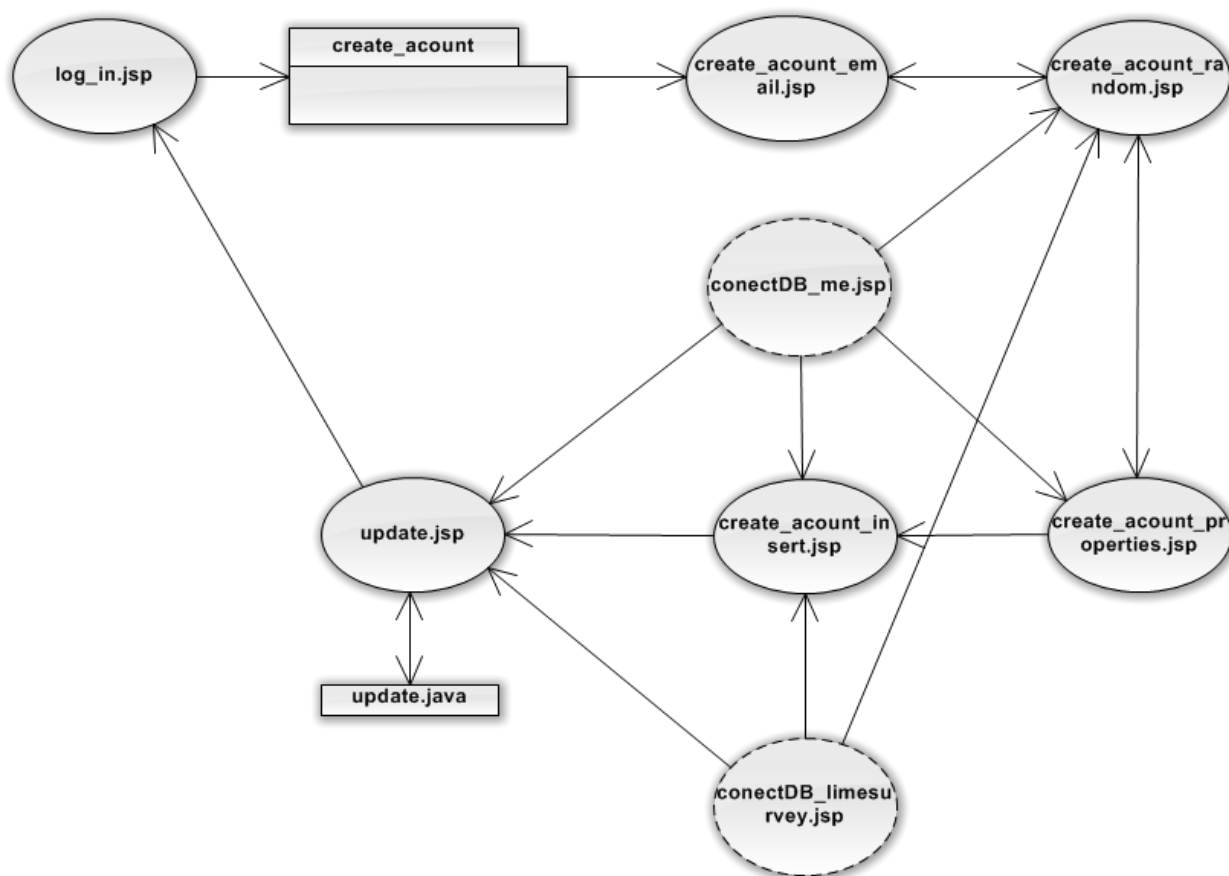 log_in.jsp
create_acount
create_acount_em
ail.jsp
create_acount_ra
ndom.jsp
conectDB_me.jsp
update.jsp
create_acount_in
sert.jsp
create_acount_pr
operties.jsp
update.java
conectDB_limesu
rvey.jsp